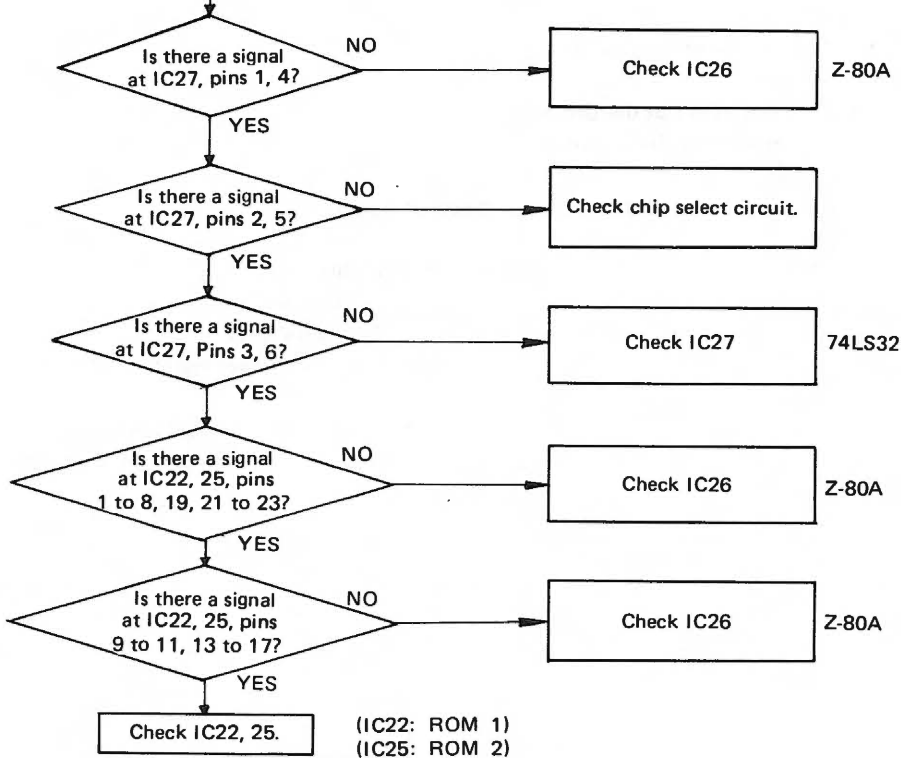 Is there a signal
at IC27, pins 1, 4?
NO
Check IC26
Z-80A
YES
Is there a signal
at IC27, pins 2, 5?
NO
Check chip select circuit.
YES
Is there a signal
at IC27, Pins 3, 6?
NO
Check IC27
74LS32
YES
Is there a signal
at IC22, 25, pins
1 to 8, 19, 21 to 23?
NO
Check IC26
Z-80A
YES
Is there a signal
at IC22, 25, pins
9 to 11, 13 to 17?
NO
Check IC26
Z-80A
YES
Check IC22, 25.
(IC22: ROM 1)
(IC25: ROM 2)